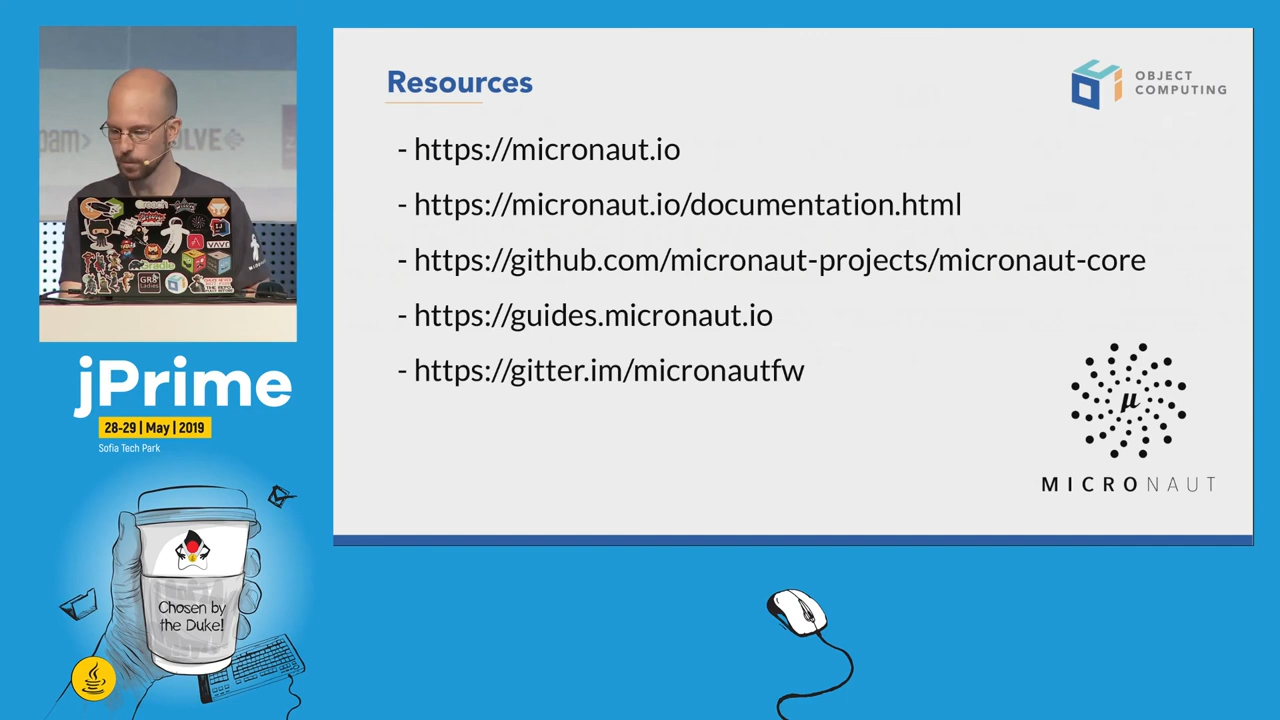 Resources
OBJECT
COMPUTING
- https://micronaut.io
- https://micronaut.io/documentation.html
- https://github.com/micronaut-projects/micronaut-core
- https://guides.micronaut.io
- https://gitter.im/micronautfw
µ
MICRONAUT
jPrime
28-29 | May | 2019
Sofia Tech Park
Chosen by
the Duke!